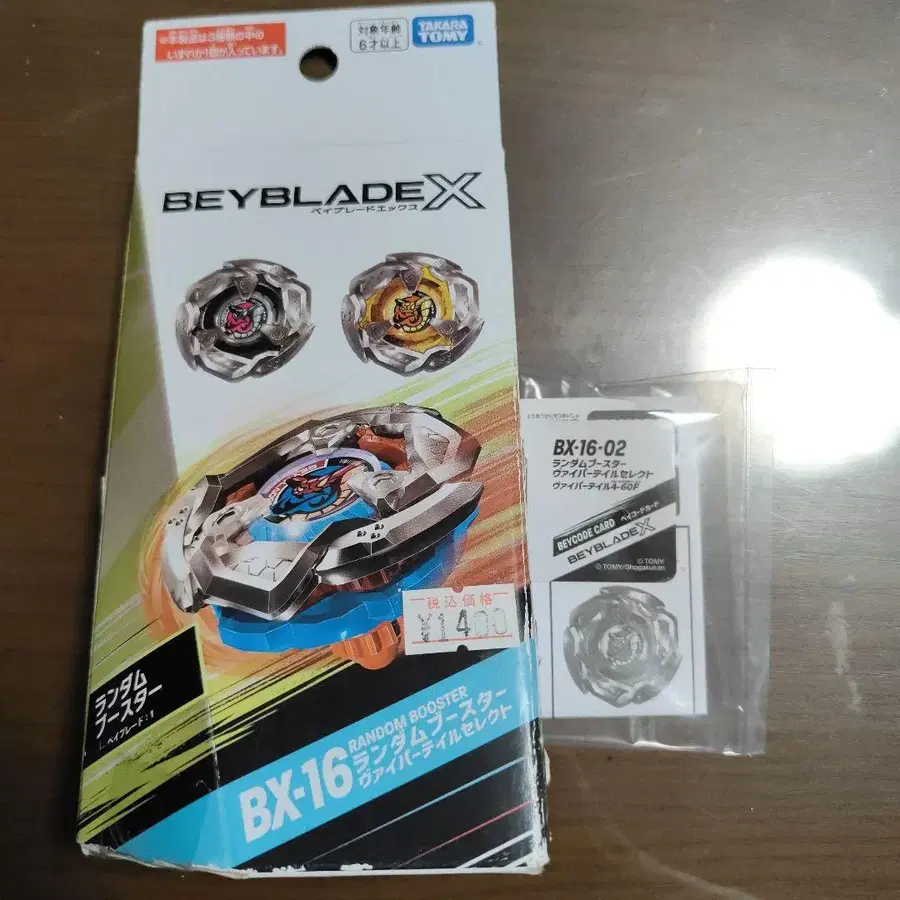 ※本製品は3種類の中の
いずれか1個が入っています。
対象年齢
6才以上
TAKARA
TOMY
BEYBLADE X
ベイブレードエックス
税込価格
¥1400
ランダム
ブースター
ベイブレード:1
BX-16
RANDOM BOOSTER
ランダムブースター
ヴァイパーテイルセレクト
BX-16-02
ランダムブースター
ヴァイパーテイルセレクト
ヴァイパーテイル4-60F
BEYCODE CARD ベイコードカード
BEYBLADE X
©TOMY
©TOMY/Shogakukan